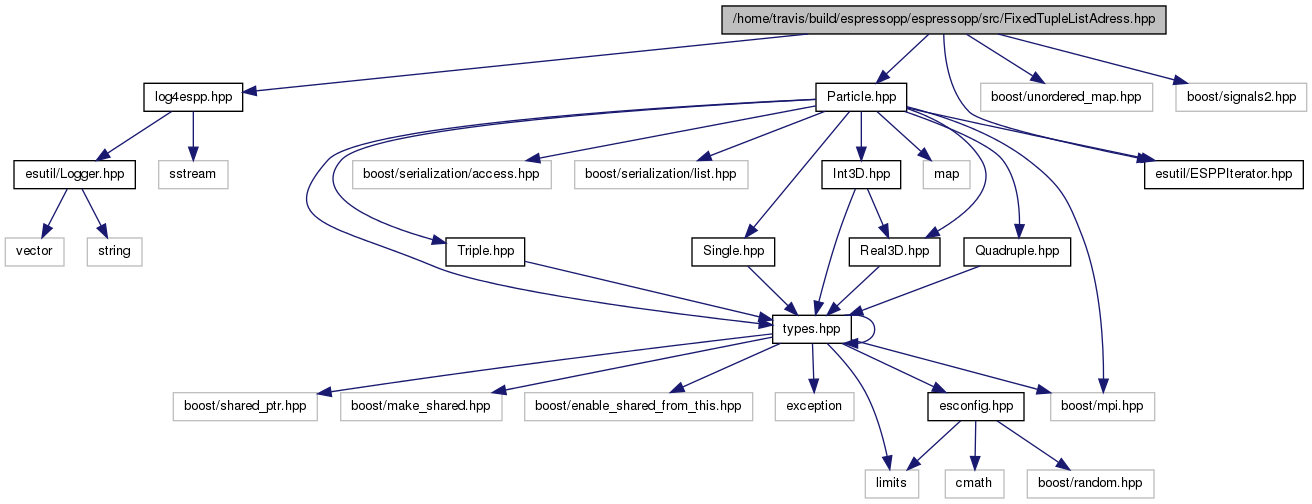 /home/travis/build/espressopp/espressopp/src/FixedTupleListAdress.hpp
log4espp.hpp
Particle.hpp
boost/unordered_map.hpp
boost/signals2.hpp
esutil/Logger.hpp
sstream
boost/serialization/access.hpp
boost/serialization/list.hpp
Int3D.hpp
map
esutil/ESPPIterator.hpp
vector
string
Triple.hpp
Single.hpp
Real3D.hpp
Quadruple.hpp
types.hpp
boost/shared_ptr.hpp
boost/make_shared.hpp
boost/enable_shared_from_this.hpp
exception
esconfig.hpp
boost/mpi.hpp
limits
cmath
boost/random.hpp